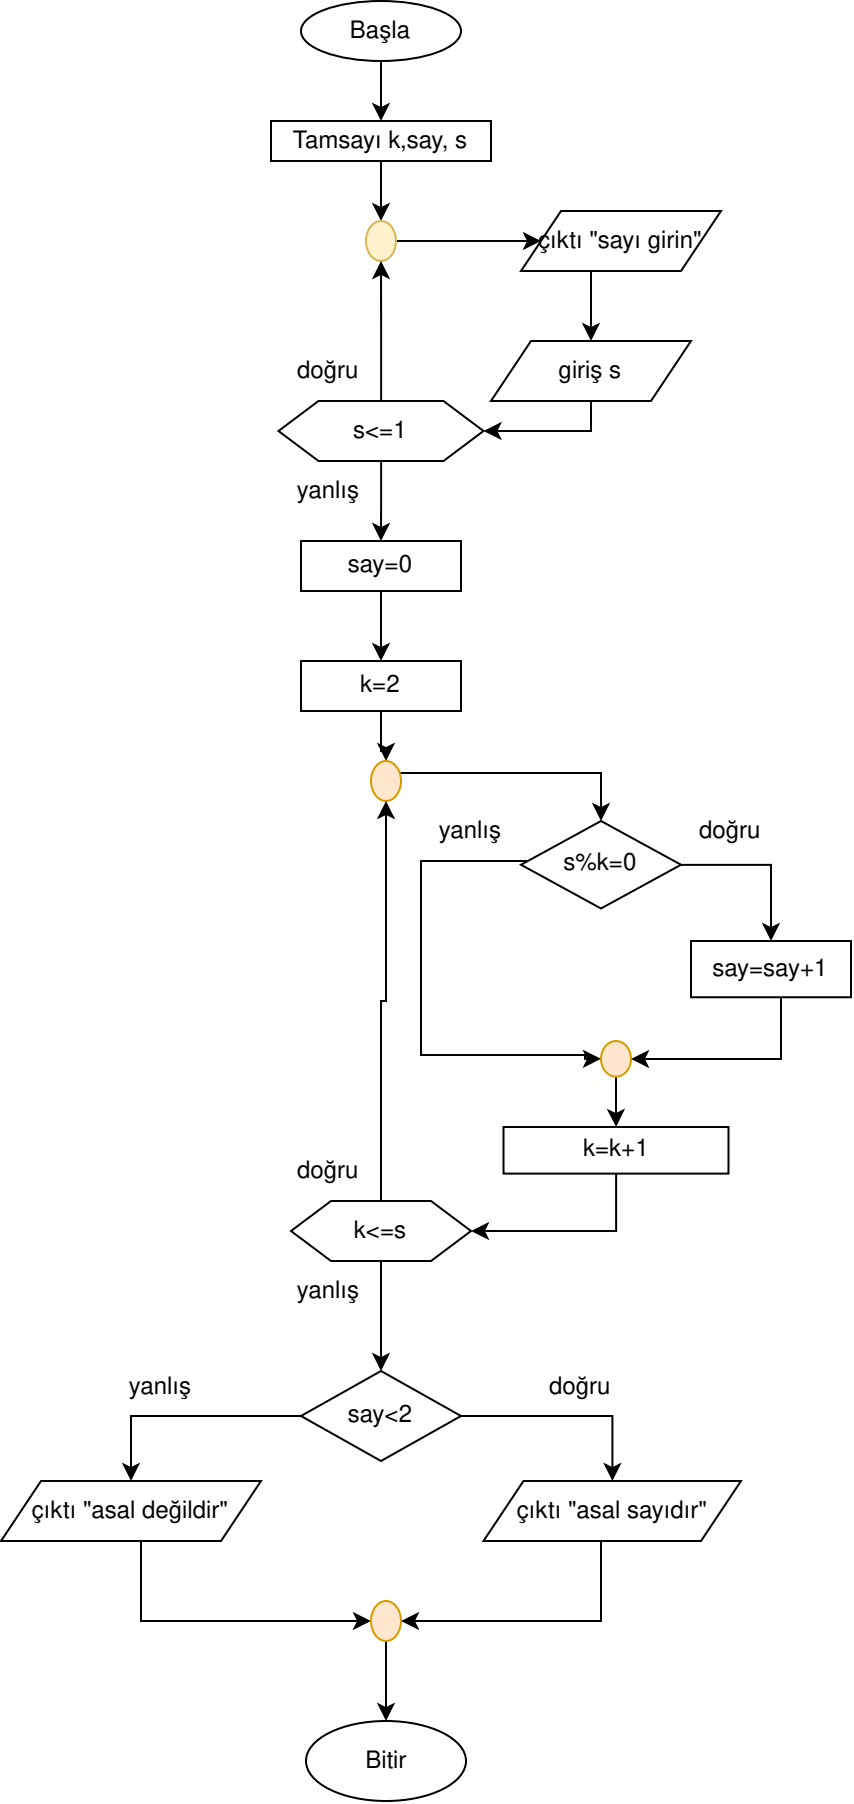 Başla
Tamsayı k,say, s
çıktı "sayı girin"
doğru
giriş s
s<=1
yanlış
say=0
k=2
yanlış
doğru
s%k=0
say=say+1
k=k+1
doğru
k<=s
yanlış
yanlış
doğru
say<2
çıktı "asal değildir"
çıktı "asal sayıdır"
Bitir